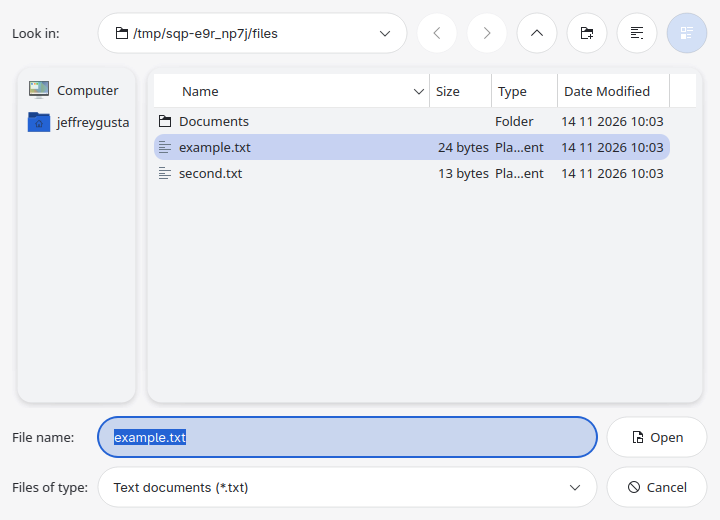 Look in: /tmp/sqp-e9r_np7j/files
Computer
jeffreygusta
Name Size Type Date Modified
Documents Folder 14 11 2026 10:03
example.txt 24 bytes Pla...ent 14 11 2026 10:03
second.txt 13 bytes Pla...ent 14 11 2026 10:03
File name: example.txt Open
Files of type: Text documents (*.txt) Cancel